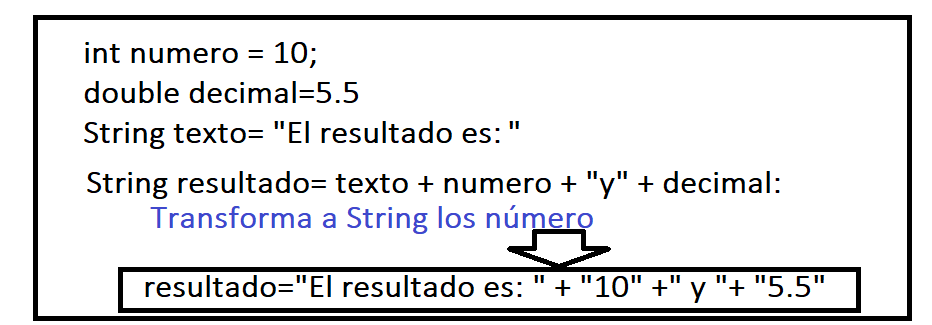 int numero = 10;
double decimal=5.5
String texto= "El resultado es: "
String resultado= texto + numero + "y" + decimal:
Transforma a String los número
resultado="El resultado es: " + "10" +" y "+ "5.5"